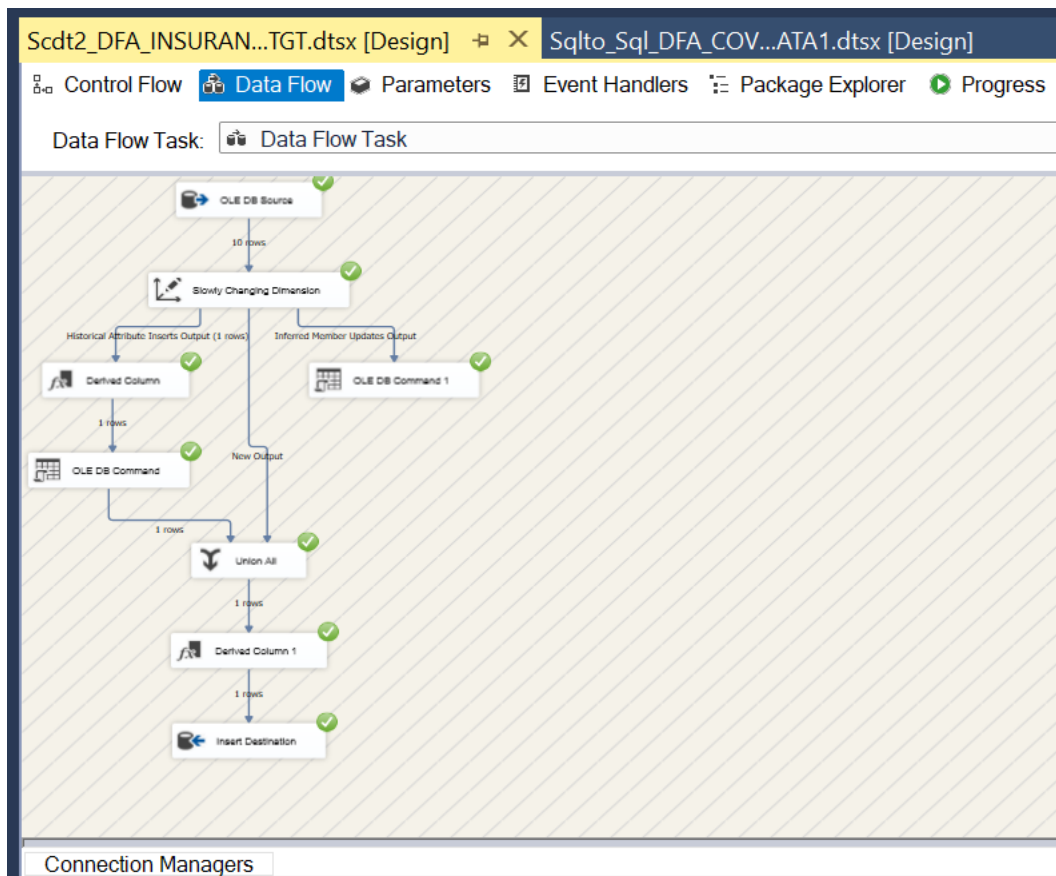 Scdt2_DFA_INSURAN...TGT.dtsx [Design] Sqlto_Sql_DFA_COV...ATA1.dtsx [Design]
Control Flow Data Flow Parameters Event Handlers Package Explorer Progress
Data Flow Task: Data Flow Task
OLE DB Source
10 rows
Slowly Changing Dimension
Historical Attribute Inserts Output (1 rows) Inferred Member Updates Output
Derived Column OLE DB Command 1
1 rows
New Output
OLE DB Command
1 rows
Union All
1 rows
Derived Column 1
1 rows
Insert Destination
Connection Managers